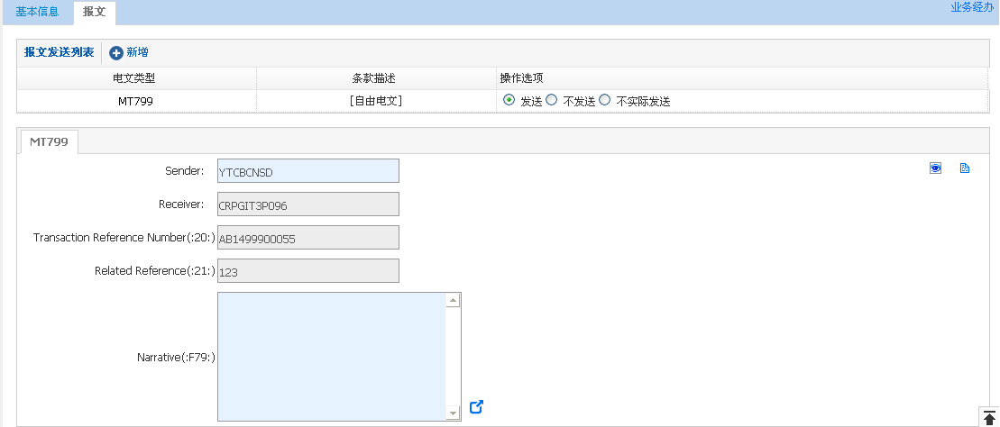 基本信息 报文 业务经办
报文发送列表 新增
电文类型 条款描述 操作选项
MT799 [自由电文] 发送 不发送 不实际发送
MT799
Sender: YTCBCNSD
Receiver: CRPGIT3P096
Transaction Reference Number(:20:) AB1499900055
Related Reference(:21:) 123
Narrative(:F79:)